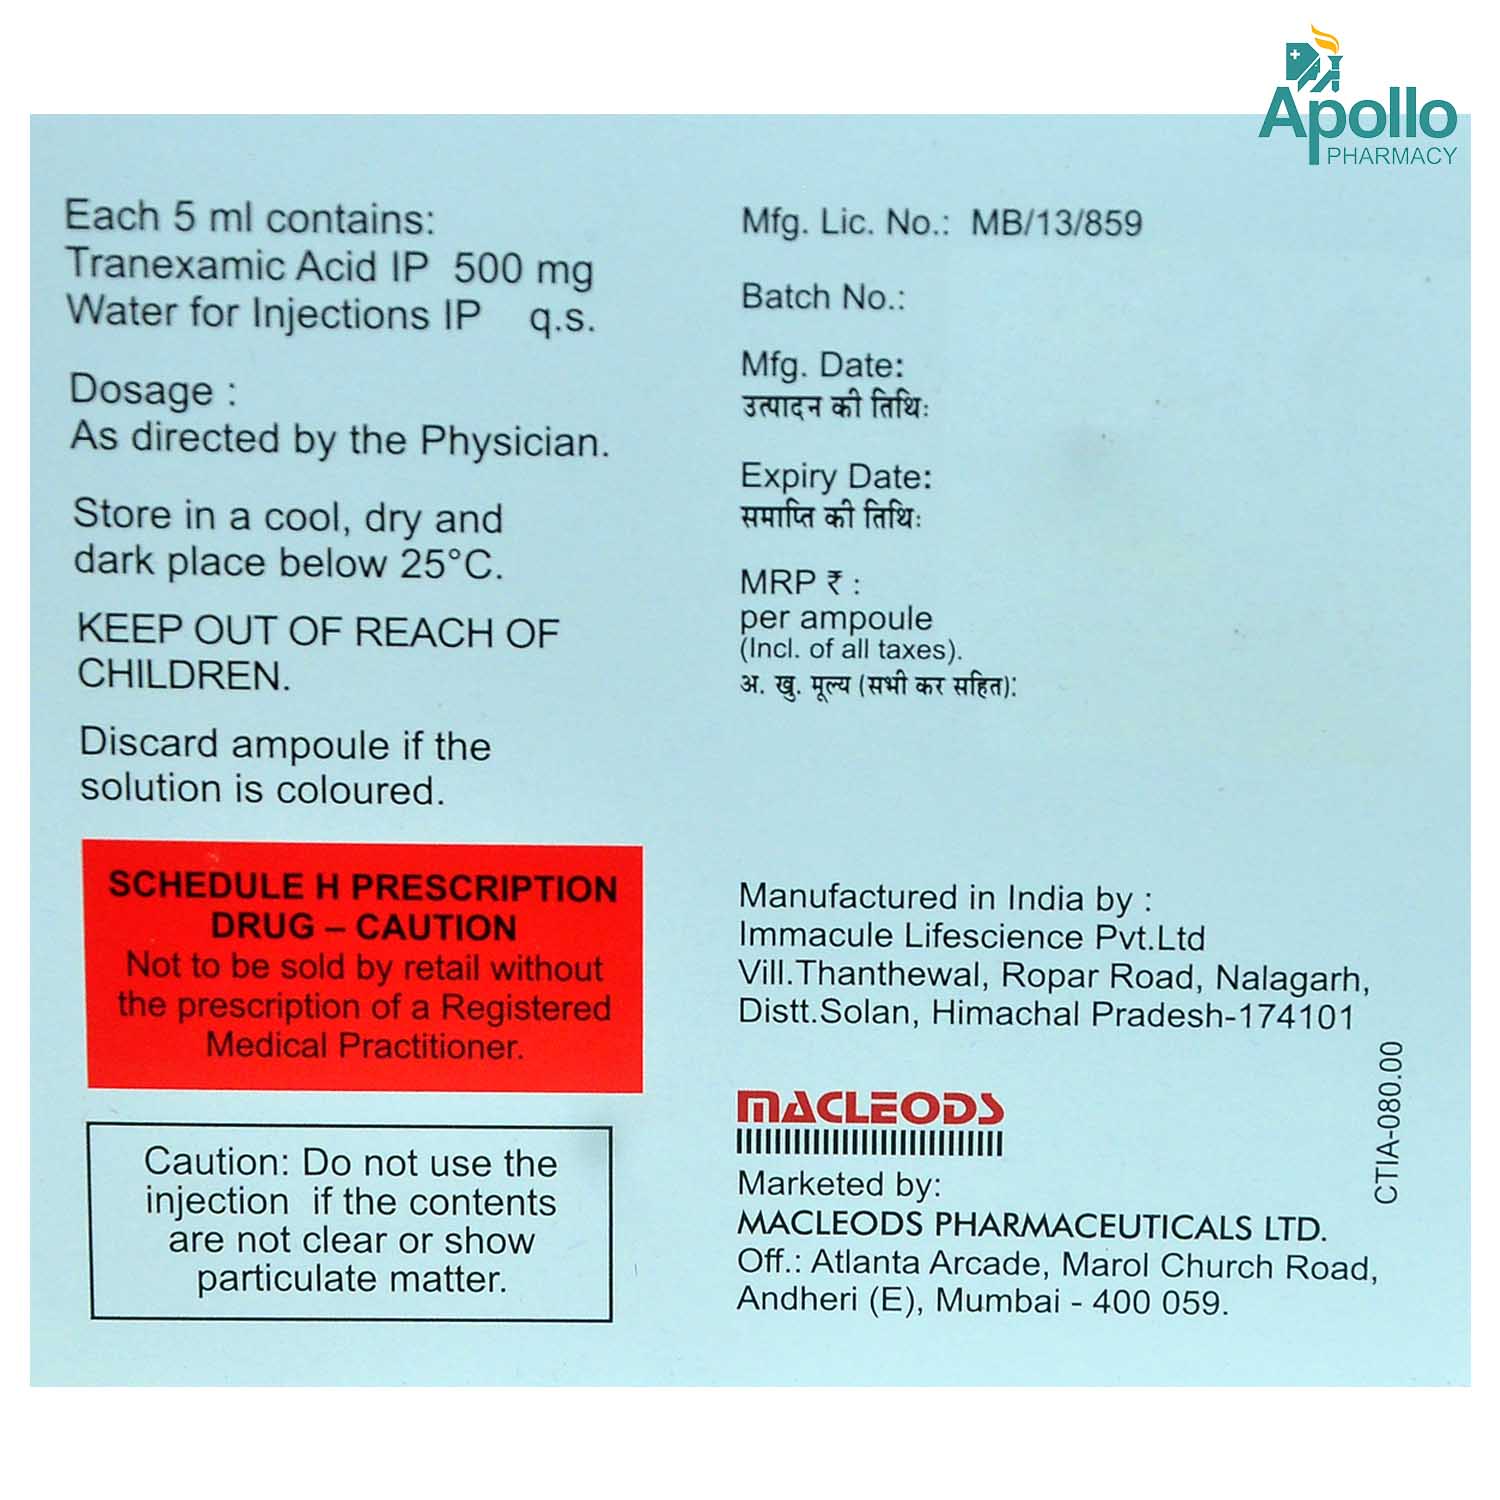 Apollo
PHARMACY
Each 5 ml contains:
Tranexamic Acid IP 500 mg
Water for Injections IP q.s.
Dosage :
As directed by the Physician.
Store in a cool, dry and
dark place below 25°C.
KEEP OUT OF REACH OF
CHILDREN.
Discard ampoule if the
solution is coloured.
SCHEDULE H PRESCRIPTION
DRUG – CAUTION
Not to be sold by retail without
the prescription of a Registered
Medical Practitioner.
Caution: Do not use the
injection if the contents
are not clear or show
particulate matter.
Mfg. Lic. No.: MB/13/859
Batch No.:
Mfg. Date:
उत्पादन की तिथि:
Expiry Date:
समाप्ति की तिथि:
MRP ₹ :
per ampoule
(Incl. of all taxes).
अ. खु. मूल्य (सभी कर सहित):
Manufactured in India by :
Immacule Lifescience Pvt.Ltd
Vill.Thanthewal, Ropar Road, Nalagarh,
Distt.Solan, Himachal Pradesh-174101
MACLEODS
Marketed by:
MACLEODS PHARMACEUTICALS LTD.
Off.: Atlanta Arcade, Marol Church Road,
Andheri (E), Mumbai - 400 059.
CTIA-080.00